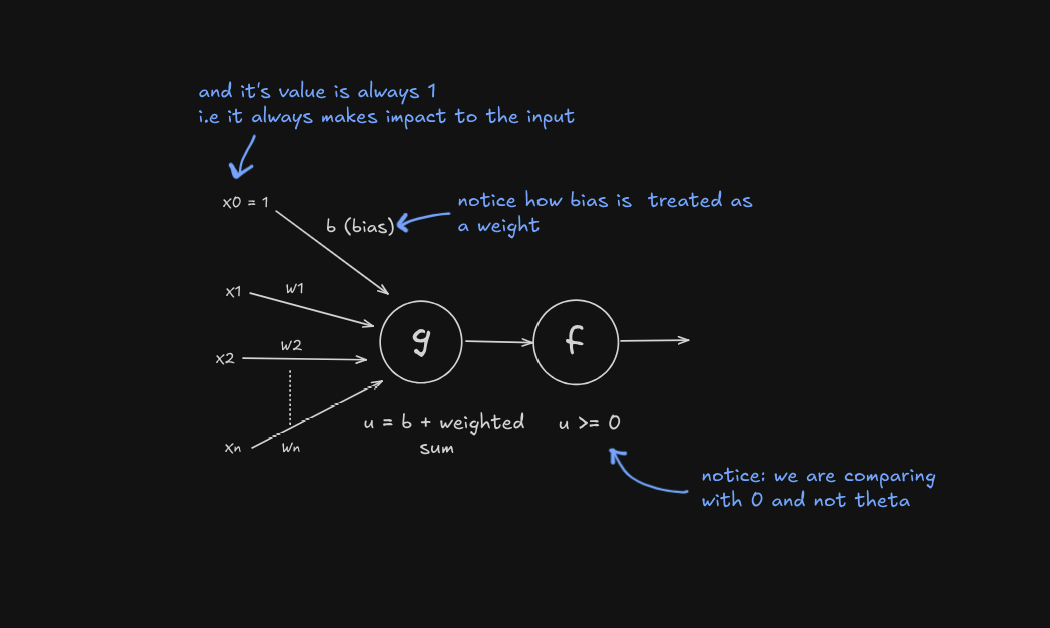 and it's value is always 1
i.e it always makes impact to the input
x0 = 1
notice how bias is treated as
a weight
b (bias)
x1
w1
w2
x2
g
f
u = b + weighted
sum
u >= 0
xn
wn
notice: we are comparing
with 0 and not theta